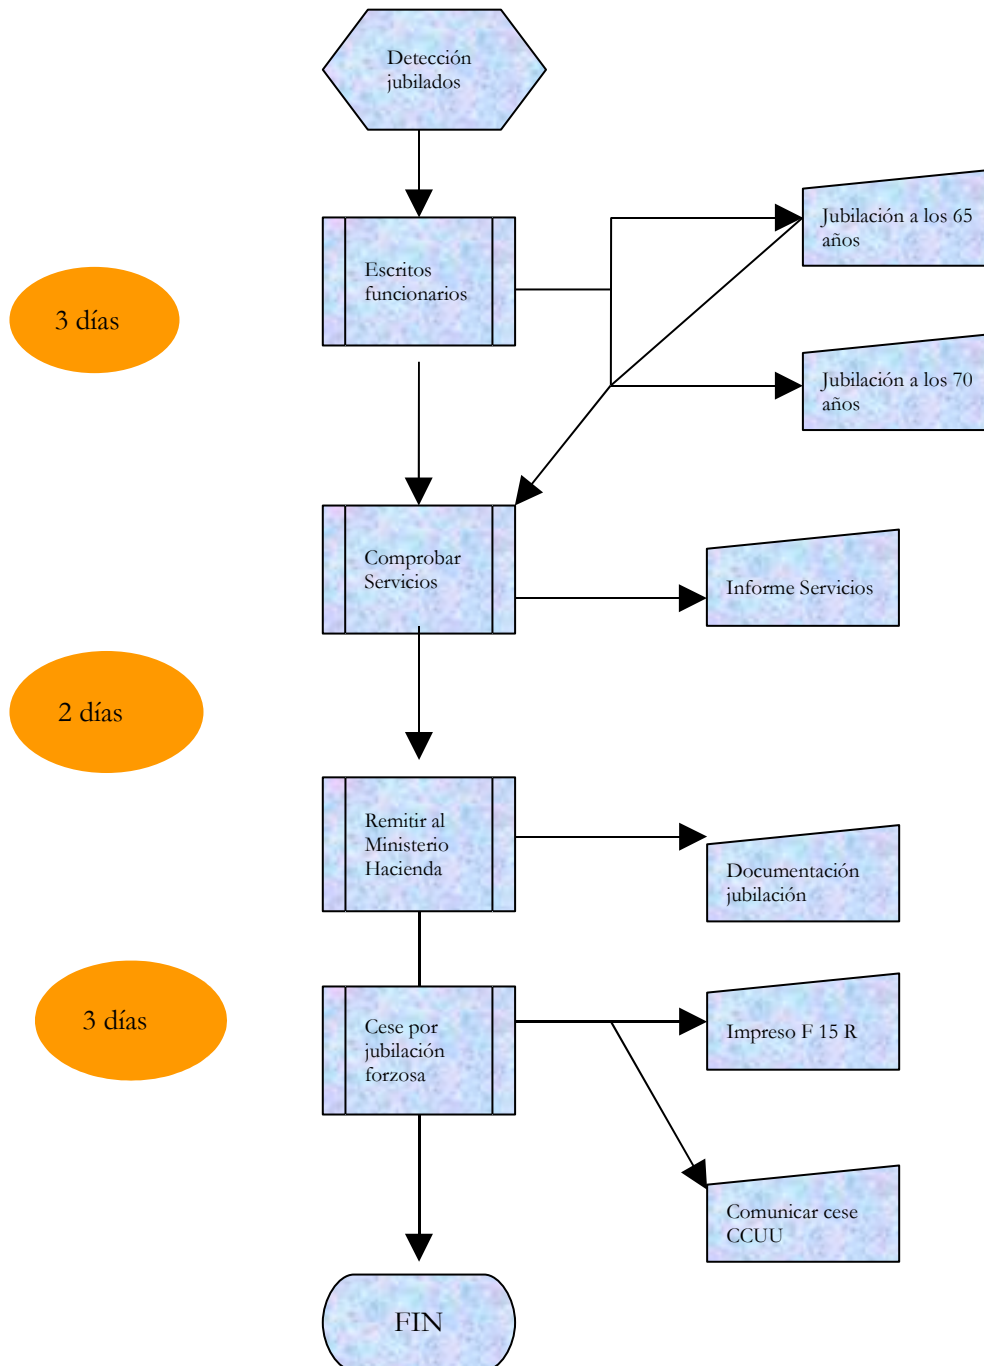 Detección
jubilados
Jubilación a los 65
años
Escritos
funcionarios
3 días
Jubilación a los 70
años
Comprobar
Servicios
Informe Servicios
2 días
Remitir al
Ministerio
Hacienda
Documentación
jubilación
3 días
Cese por
jubilación
forzosa
Impreso F 15 R
Comunicar cese
CCUU
FIN